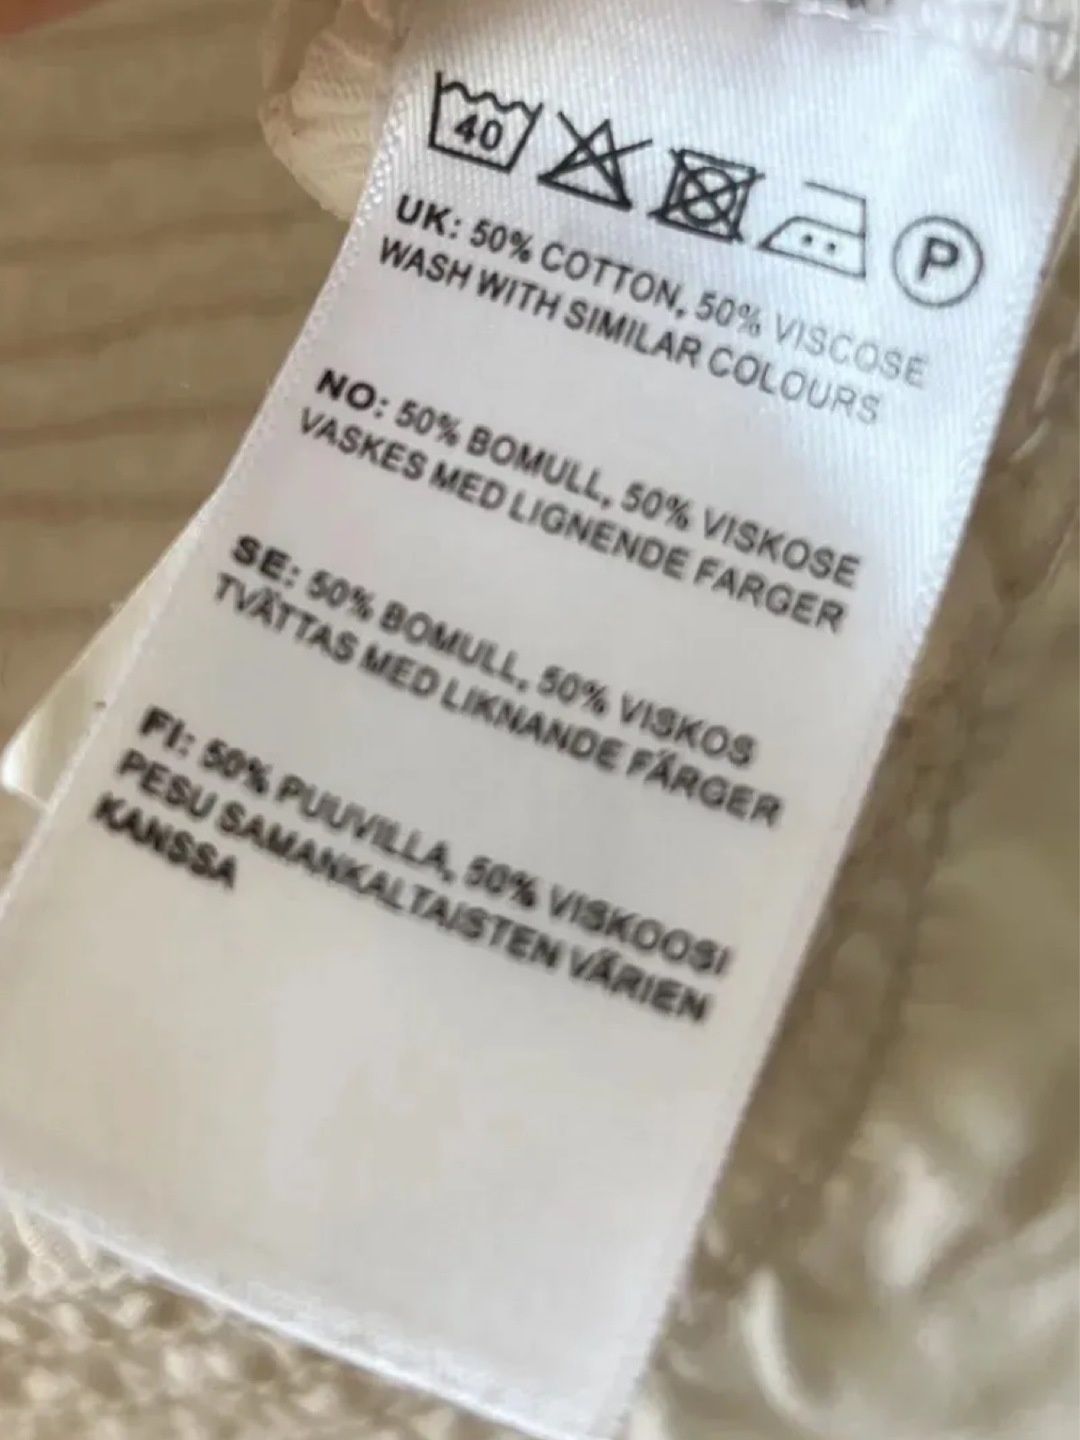 40 P
UK: 50% COTTON, 50% VISCOSE
WASH WITH SIMILAR COLOURS
NO: 50% BOMULL, 50% VISKOSE
VASKES MED LIGNENDE FARGER
SE: 50% BOMULL, 50% VISKOS
TVÄTTAS MED LIKNANDE FÄRGER
FI: 50% PUUVILLA, 50% VISKOOSI
PESU SAMANKALTAISTEN VÄRIEN
KANSSA